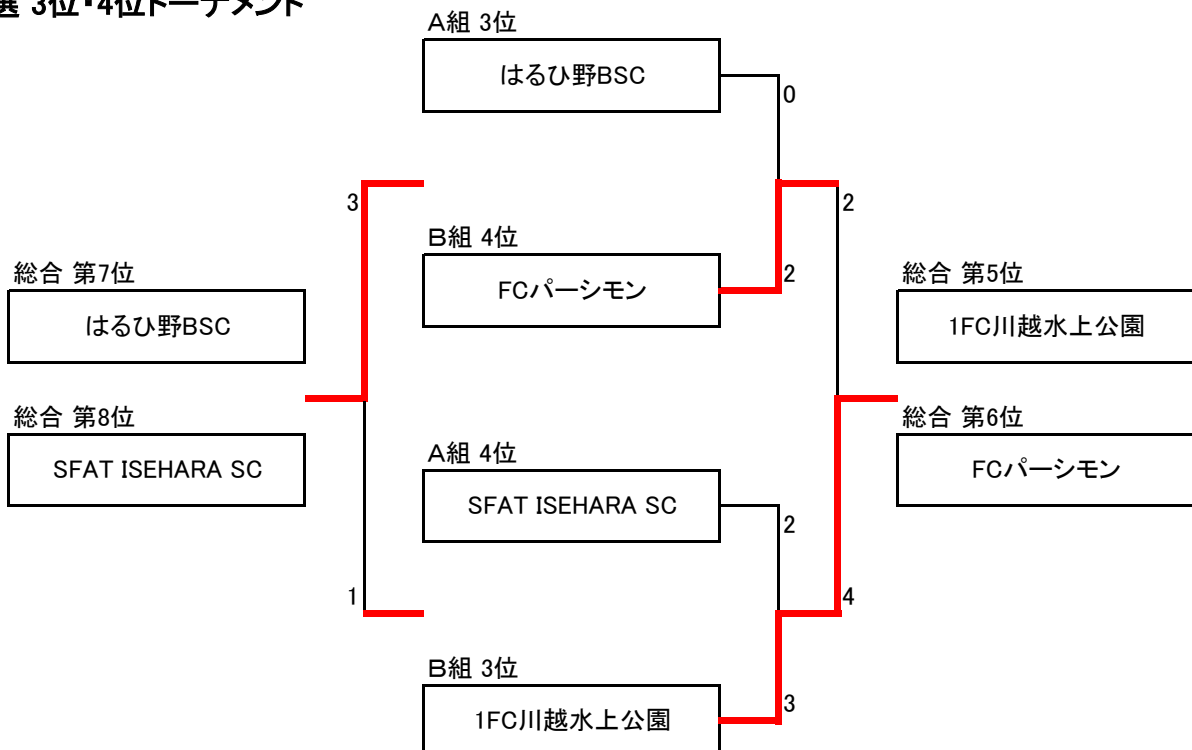 選 3位・4位トーナメント
A組 3位
はるひ野BSC
0
3
2
B組 4位
FCパーシモン
2
総合 第7位
はるひ野BSC
総合 第5位
1FC川越水上公園
総合 第8位
SFAT ISEHARA SC
総合 第6位
FCパーシモン
A組 4位
SFAT ISEHARA SC
2
1
4
B組 3位
1FC川越水上公園
3